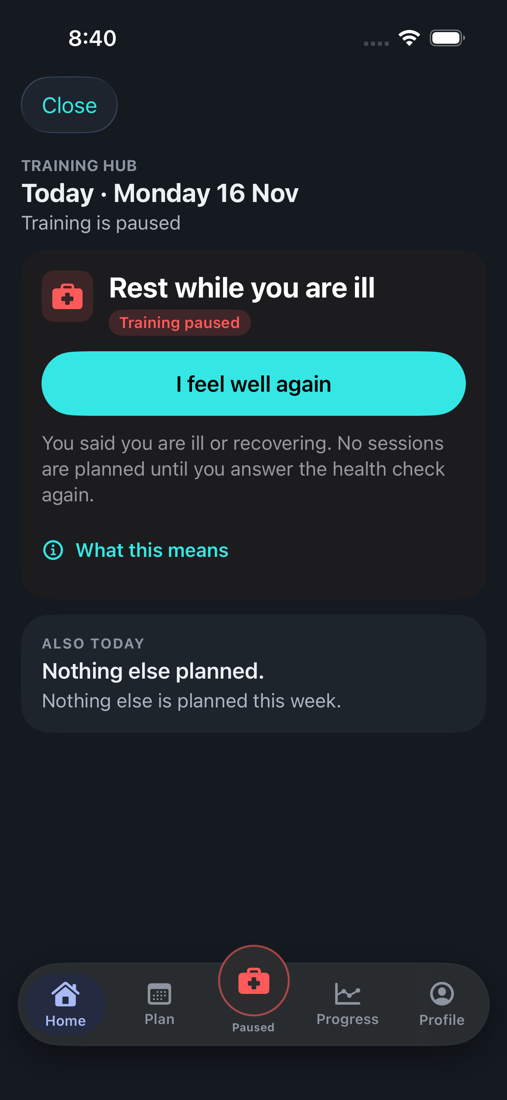 8:40
Close
TRAINING HUB
Today · Monday 16 Nov
Training is paused
Rest while you are ill
Training paused
I feel well again
You said you are ill or recovering. No sessions
are planned until you answer the health check
again.
What this means
ALSO TODAY
Nothing else planned.
Nothing else is planned this week.
Home
Plan
Paused
Progress
Profile